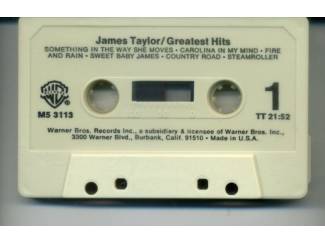 James Taylor/Greatest Hits
SOMETHING IN THE WAY SHE MOVES • CAROLINA IN MY MIND • FIRE
AND RAIN • SWEET BABY JAMES • COUNTRY ROAD • STEAMROLLER
M5 3113
1
TT 21:52
Warner Bros. Records Inc., a subsidiary & licensee of Warner Bros. Inc.,
3300 Warner Blvd., Burbank, Calif. 91510 • Made in U.S.A.